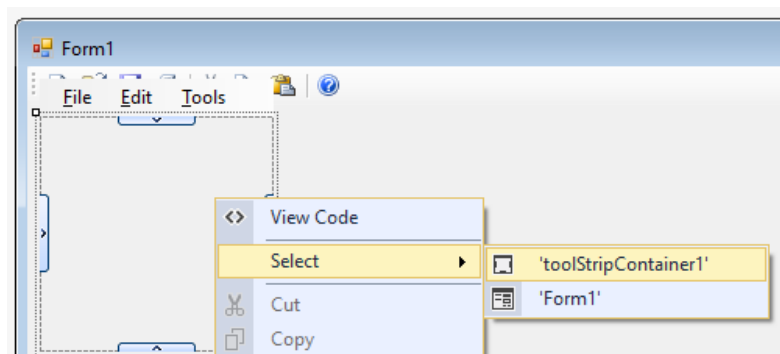 Form1
File Edit Tools
View Code
Select
'toolStripContainer1'
'Form1'
Cut
Copy